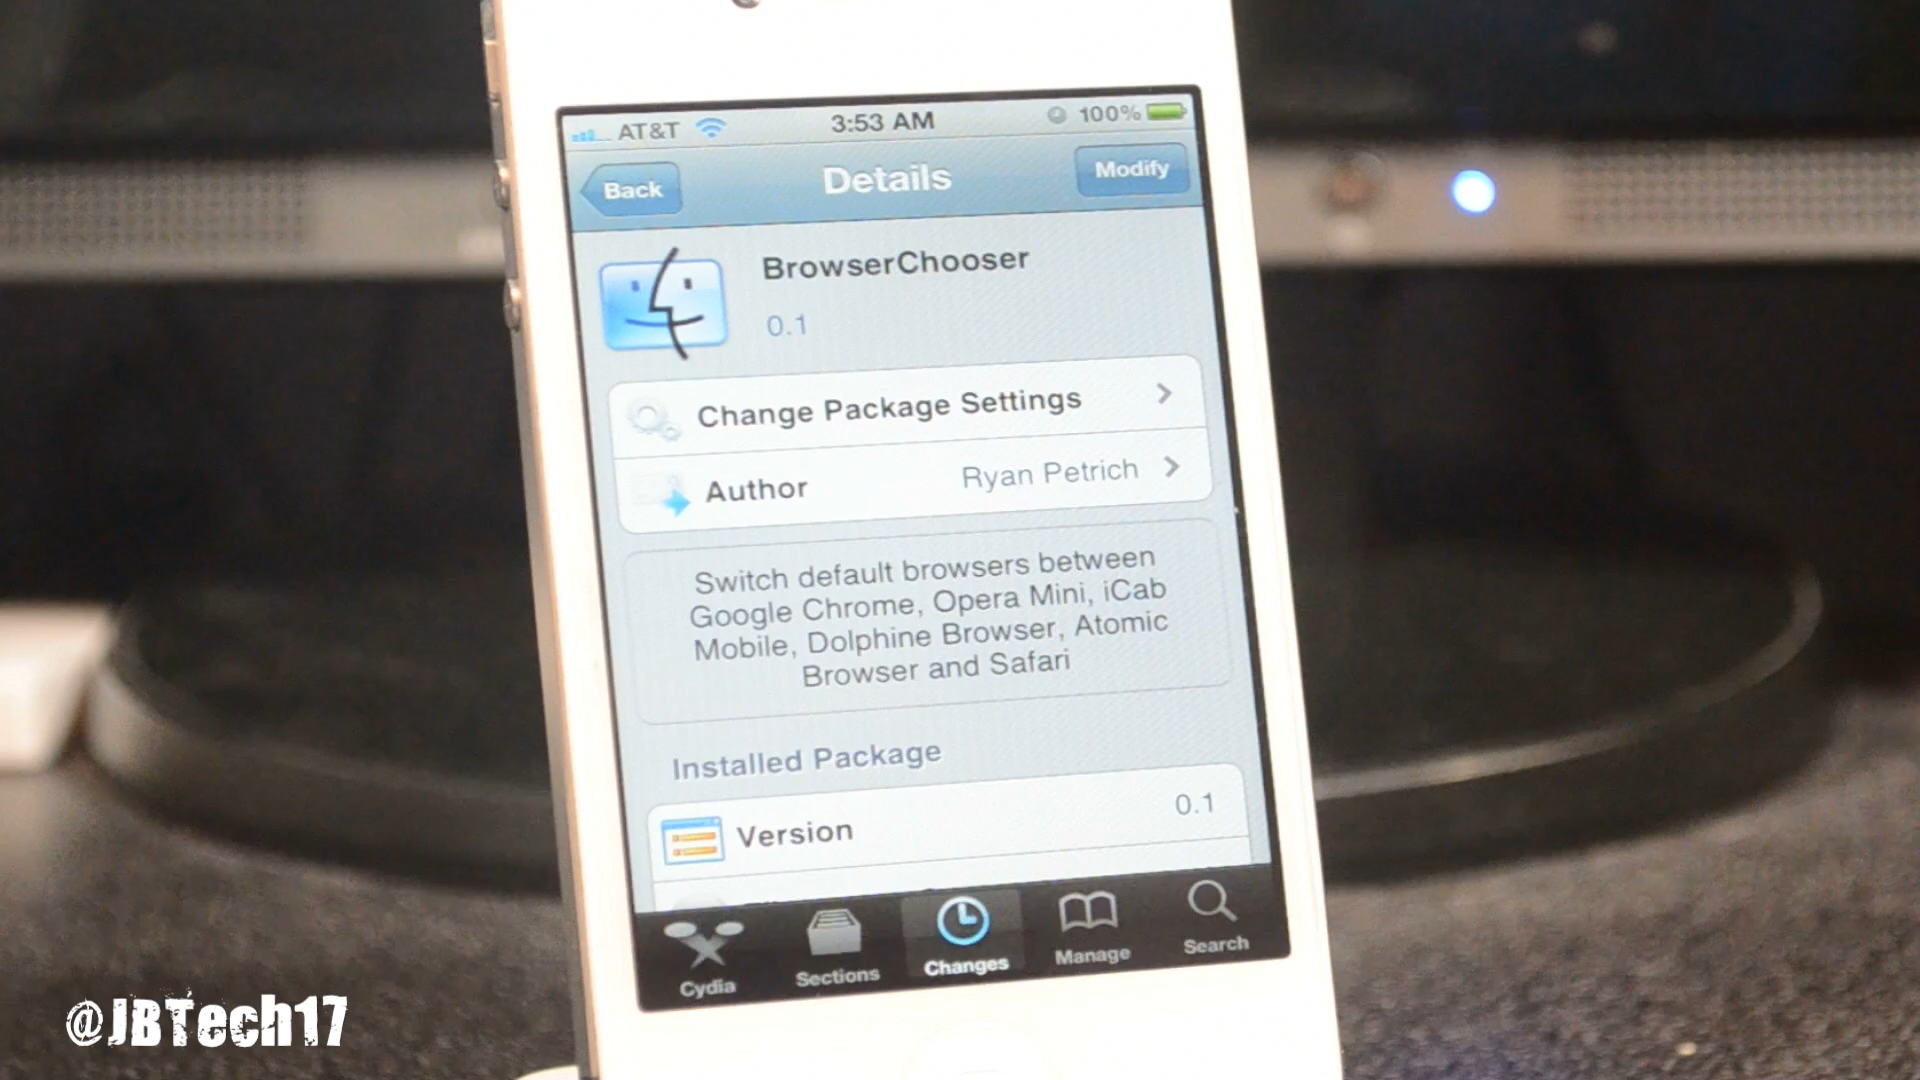 AT&T 3:53 AM 100%
Back Details Modify
BrowserChooser
0.1
Change Package Settings
Author Ryan Petrich
Switch default browsers between
Google Chrome, Opera Mini, iCab
Mobile, Dolphine Browser, Atomic
Browser and Safari
Installed Package
Version 0.1
Cydia Sections Changes Manage Search
@JBTech17